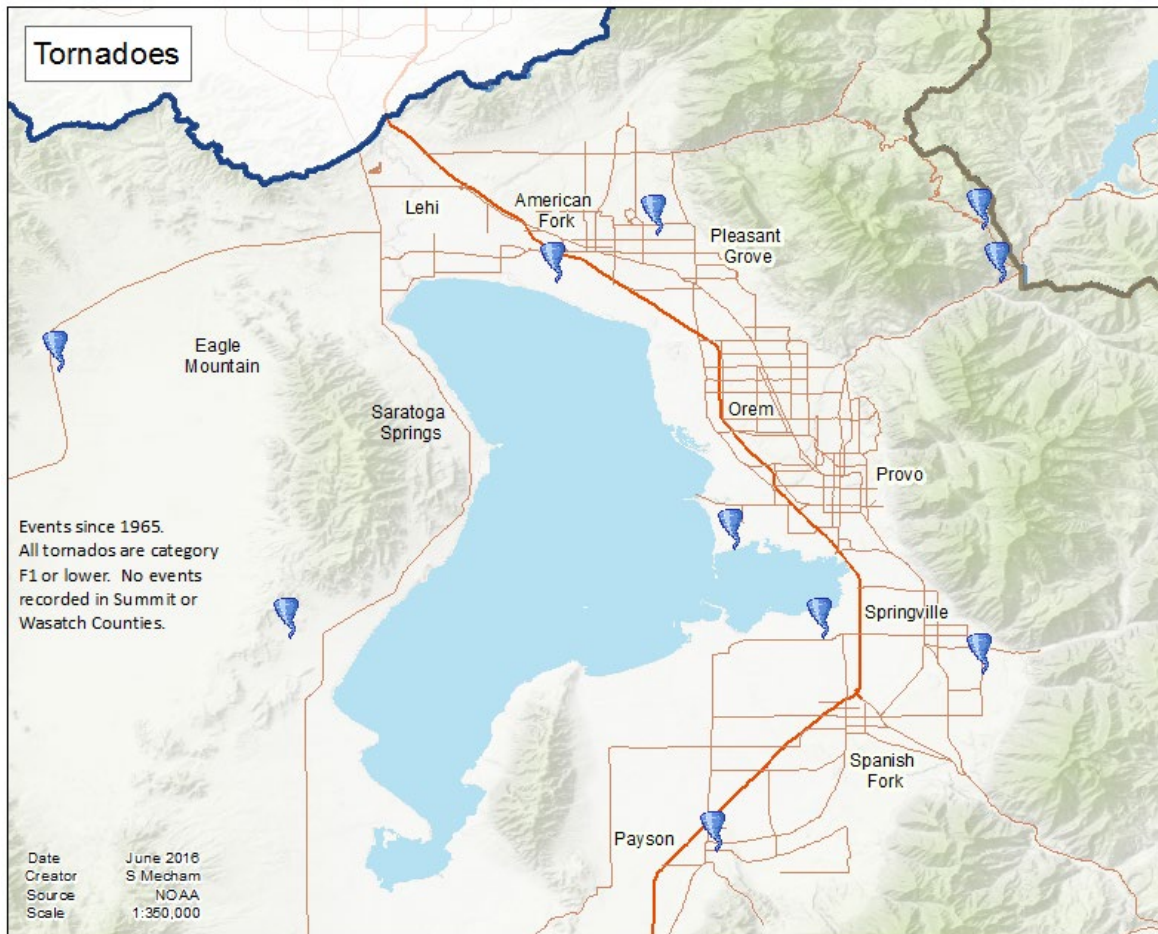 Tornadoes
American
Fork
Lehi
Pleasant
Grove
Eagle
Mountain
Saratoga
Springs
Orem
Provo
Events since 1965.
All tornados are category
F1 or lower.  No events
recorded in Summit or
Wasatch Counties.
Springville
Spanish
Fork
Payson
Date June 2016
Creator S Mecham
Source NOAA
Scale 1:350,000